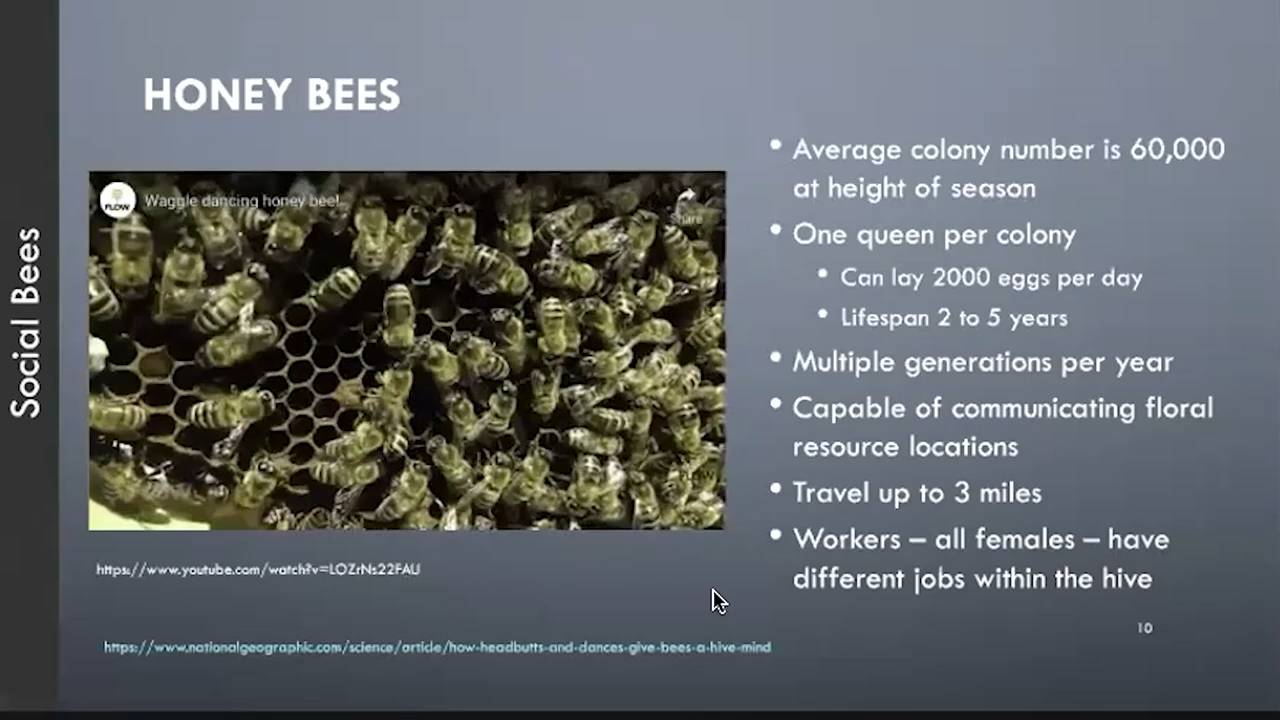 Social Bees
HONEY BEES
FLOW
Waggle dancing honey bee!
Share
https://www.youtube.com/watch?v=LOZrNs22FAU
https://www.nationalgeographic.com/science/article/how-headbutts-and-dances-give-bees-a-hive-mind
• Average colony number is 60,000
at height of season
• One queen per colony
• Can lay 2000 eggs per day
• Lifespan 2 to 5 years
• Multiple generations per year
• Capable of communicating floral
resource locations
• Travel up to 3 miles
• Workers – all females – have
different jobs within the hive
10